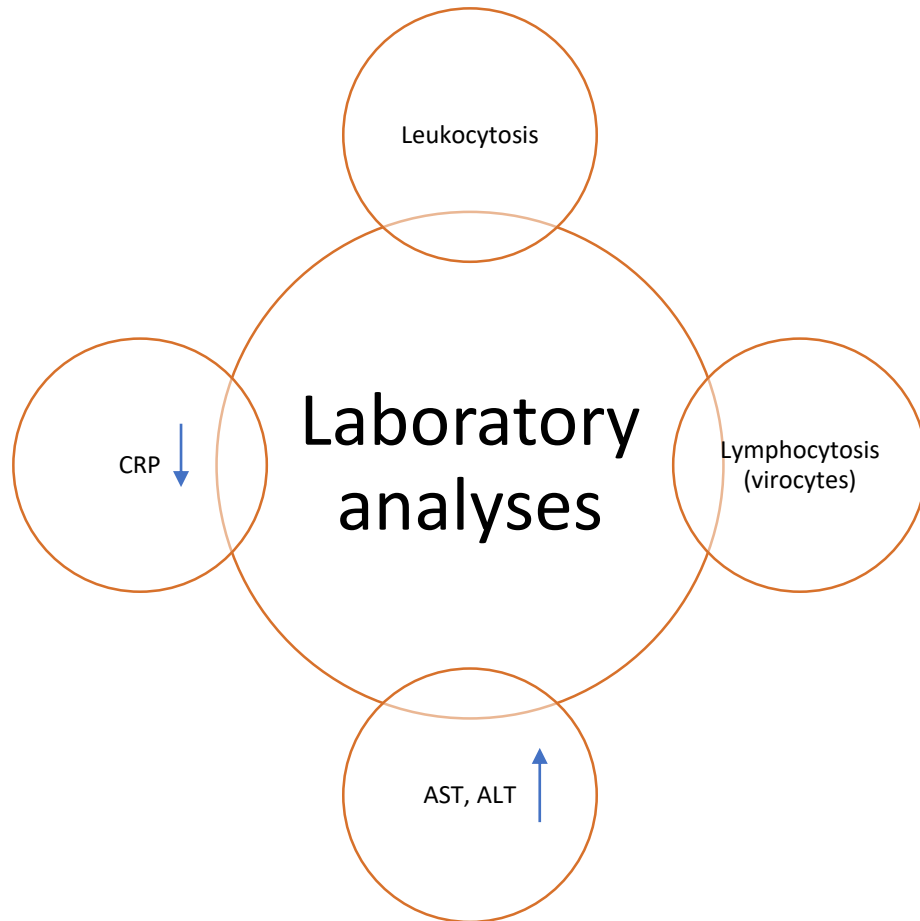 Leukocytosis
CRP
Laboratory
analyses
Lymphocytosis
(virocytes)
AST, ALT